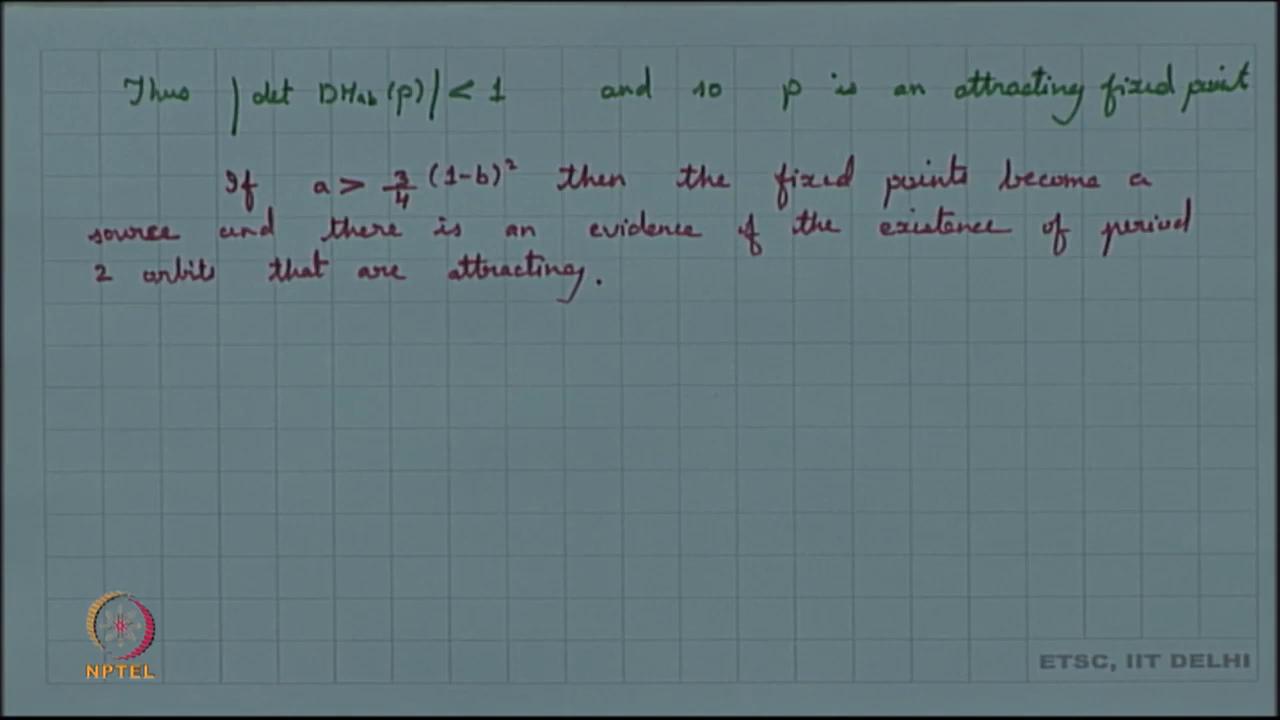 Thus |det DHab (p)| < 1 and so p is an attracting fixed point
If a > 3/4 (1-b)² then the fixed points become a
source and there is an evidence of the existence of period
2 orbits that are attracting.
NPTEL
ETSC, IIT DELHI